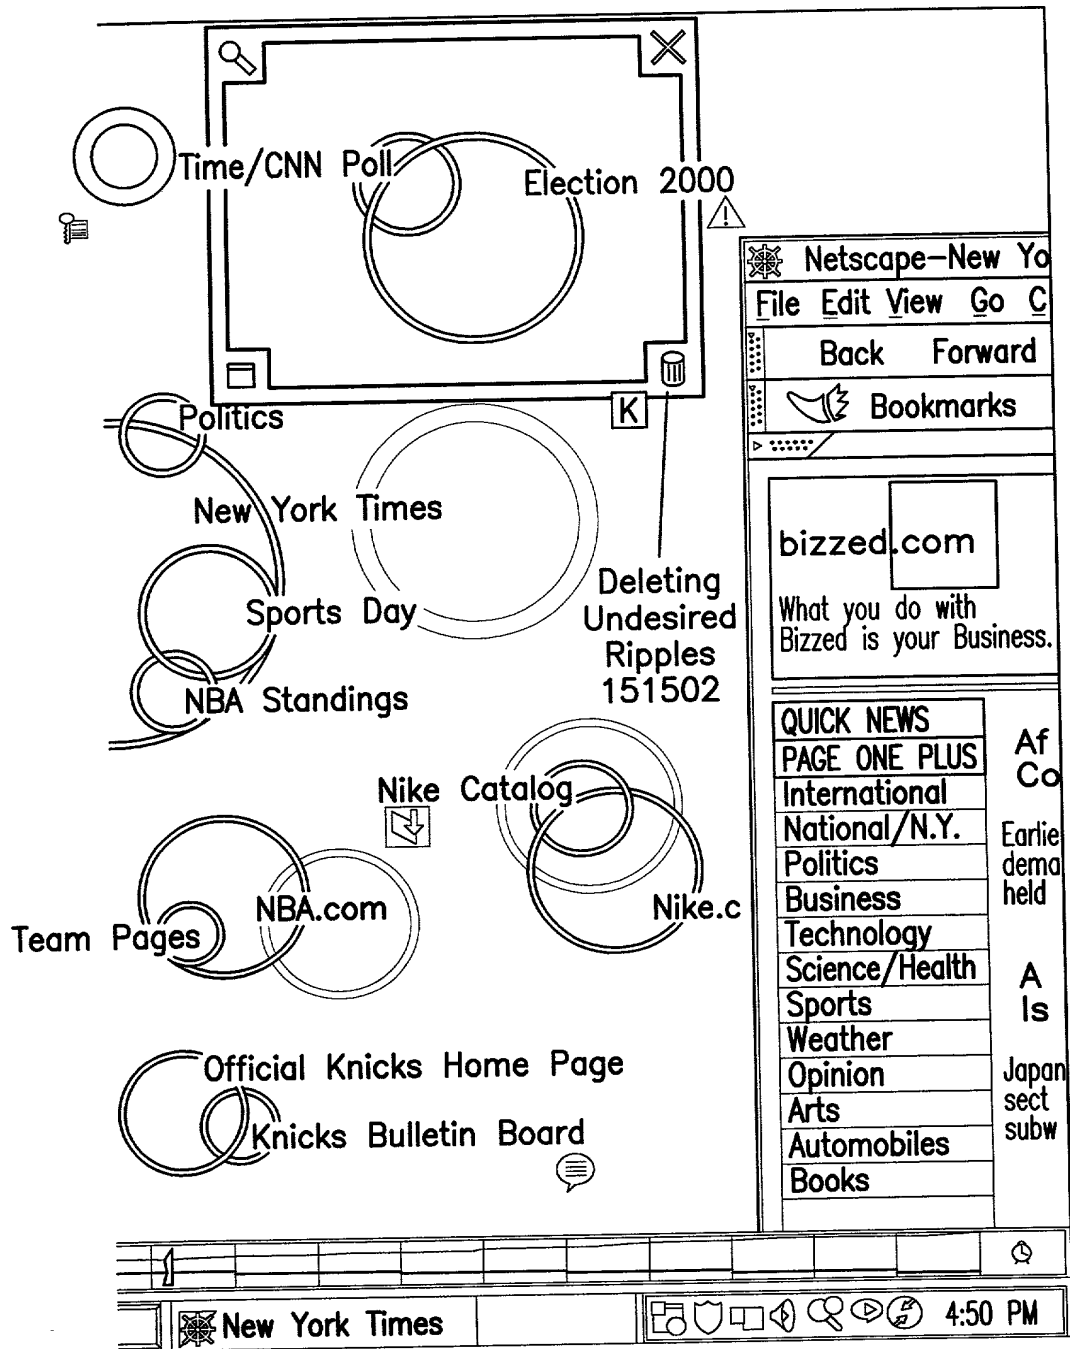 Time/CNN Poll
Election 2000
Netscape–New Yo
File Edit View Go C
Back Forward
Bookmarks
K
Politics
New York Times
Sports Day
NBA Standings
Deleting
Undesired
Ripples
151502
bizzed.com
What you do with
Bizzed is your Business.
QUICK NEWS
PAGE ONE PLUS
International
National/N.Y.
Politics
Business
Technology
Science/Health
Sports
Weather
Opinion
Arts
Automobiles
Books
Af
Co
Earlie
dema
held
A
Is
Japan
sect
subw
Nike Catalog
Nike.c
NBA.com
Team Pages
Official Knicks Home Page
Knicks Bulletin Board
New York Times
4:50 PM